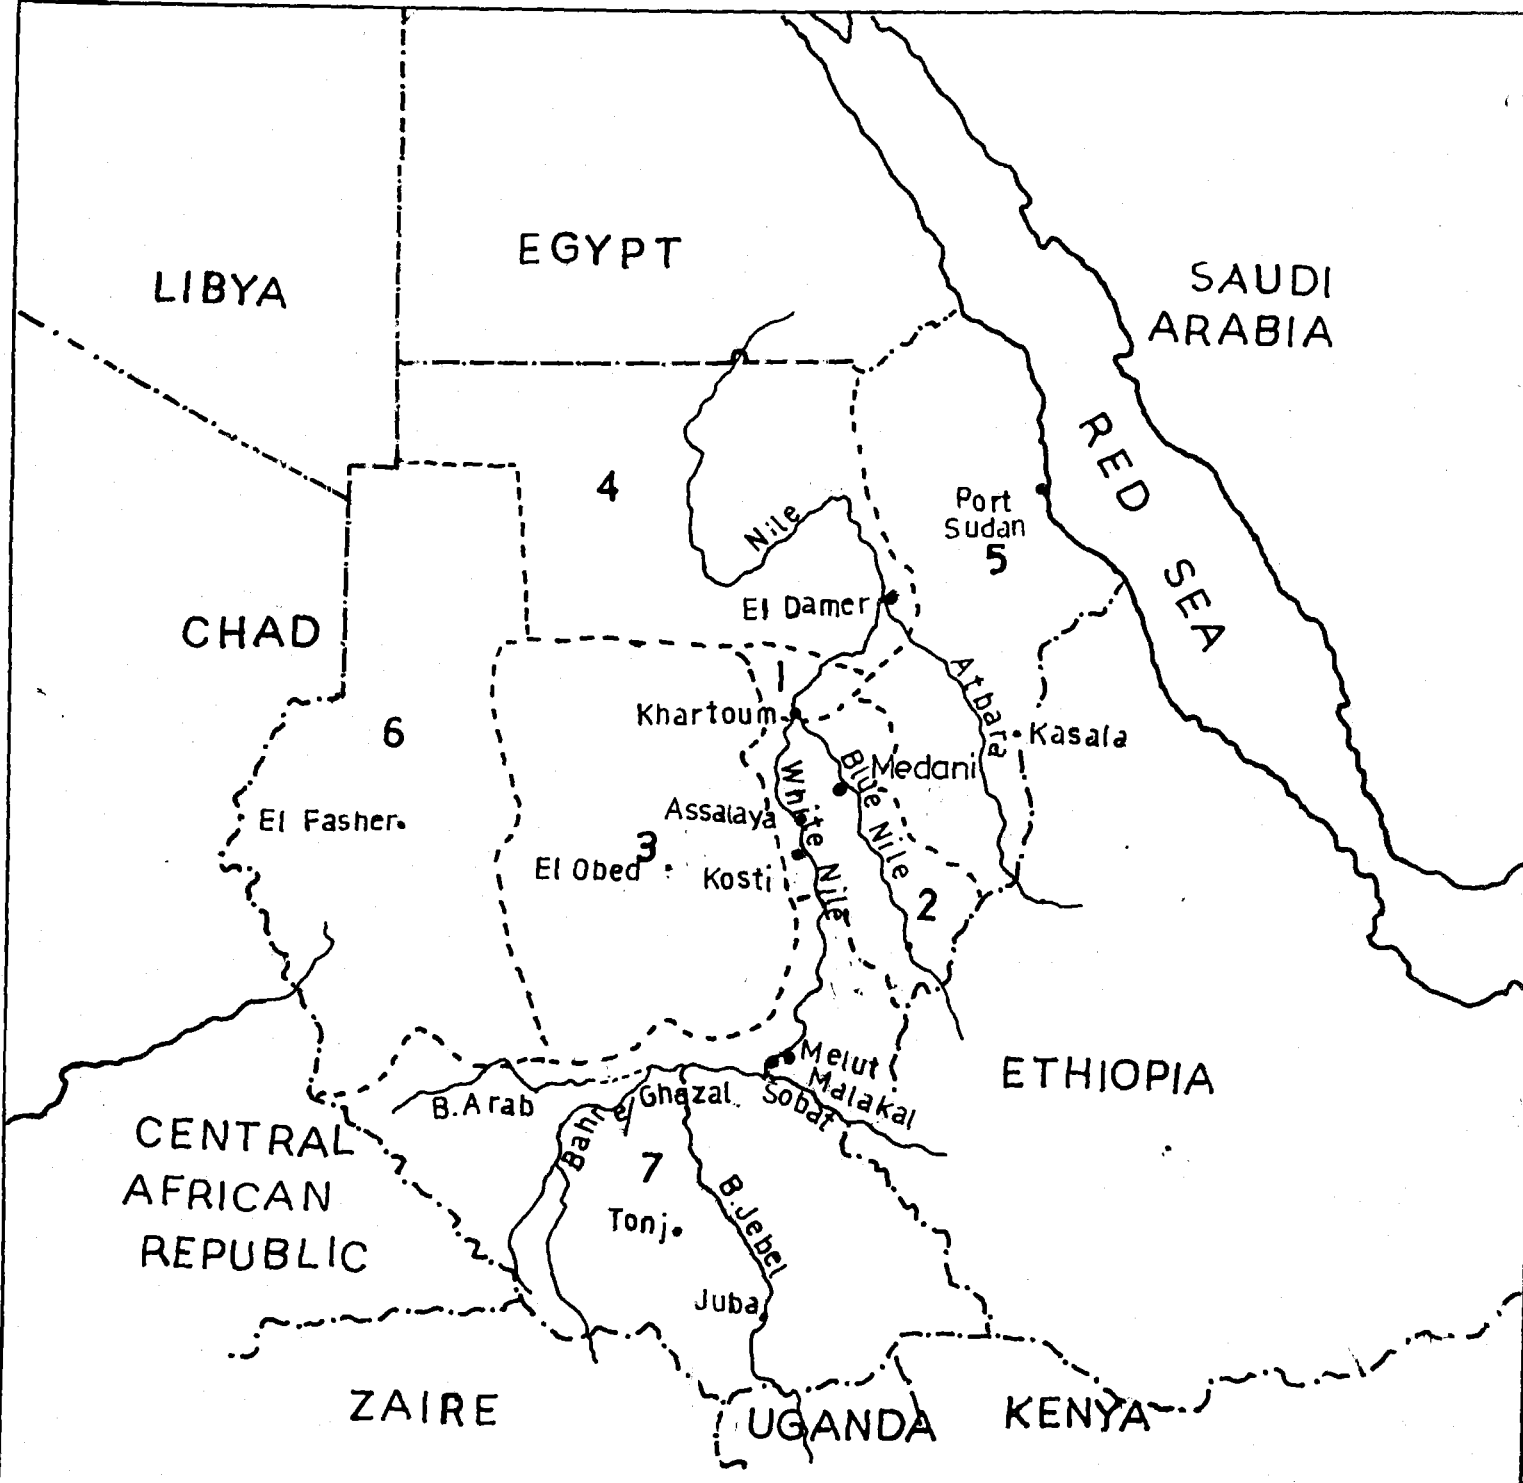 LIBYA
EGYPT
SAUDI
ARABIA
RED SEA
4
Nile
Port
Sudan
5
El Damer
CHAD
1
Atbara
Khartoum
Kasala
6
Medani
Blue Nile
White Nile
Assalaya
El Fasher
3
El Obed
Kosti
2
Melut
Malakal
ETHIOPIA
B.Arab
Ghazal
Sobat
Bahr el
CENTRAL
AFRICAN
REPUBLIC
7
B.Jebel
Tonj
Juba
ZAIRE
UGANDA
KENYA